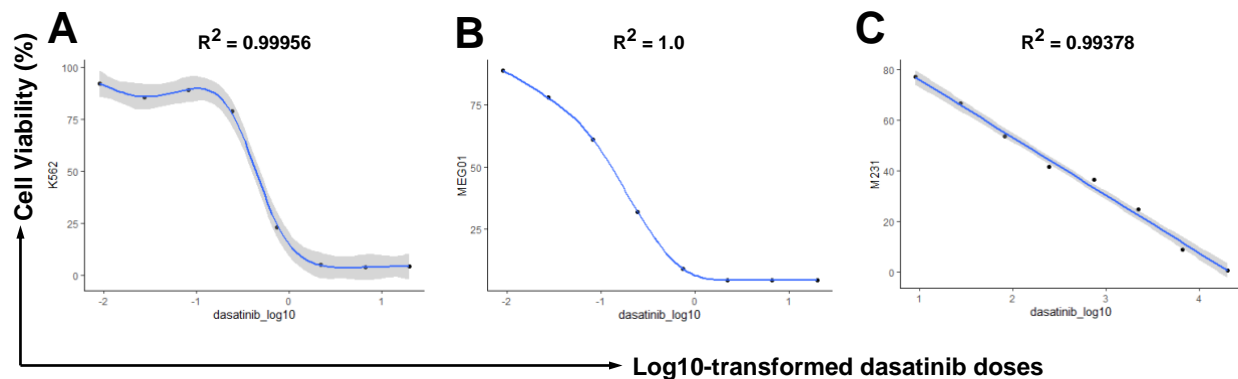 A
R² = 0.99956
B
R² = 1.0
C
R² = 0.99378
Cell Viability (%)
K562
100
75
50
25
0
-2
-1
0
1
dasatinib_log10
MEG01
75
50
25
-2
-1
0
1
dasatinib_log10
M231
80
60
40
20
0
1
2
3
4
dasatinib_log10
Log10-transformed dasatinib doses